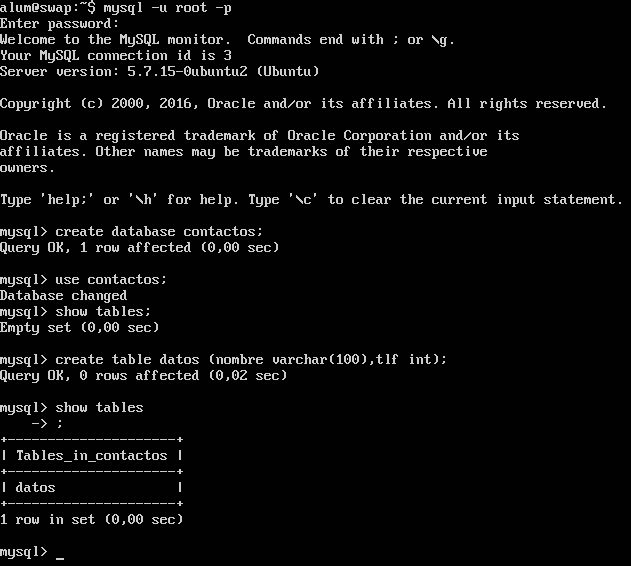 alum@swap:~$ mysql -u root -p
Enter password:
Welcome to the MySQL monitor.  Commands end with ; or \g.
Your MySQL connection id is 3
Server version: 5.7.15-0ubuntu2 (Ubuntu)

Copyright (c) 2000, 2016, Oracle and/or its affiliates. All rights reserved.

Oracle is a registered trademark of Oracle Corporation and/or its
affiliates. Other names may be trademarks of their respective
owners.

Type 'help;' or '\h' for help. Type '\c' to clear the current input statement.

mysql> create database contactos;
Query OK, 1 row affected (0,00 sec)

mysql> use contactos;
Database changed
mysql> show tables;
Empty set (0,00 sec)

mysql> create table datos (nombre varchar(100),tlf int);
Query OK, 0 rows affected (0,02 sec)

mysql> show tables
    -> ;
+---------------------+
| Tables_in_contactos |
+---------------------+
| datos               |
+---------------------+
1 row in set (0,00 sec)

mysql> _